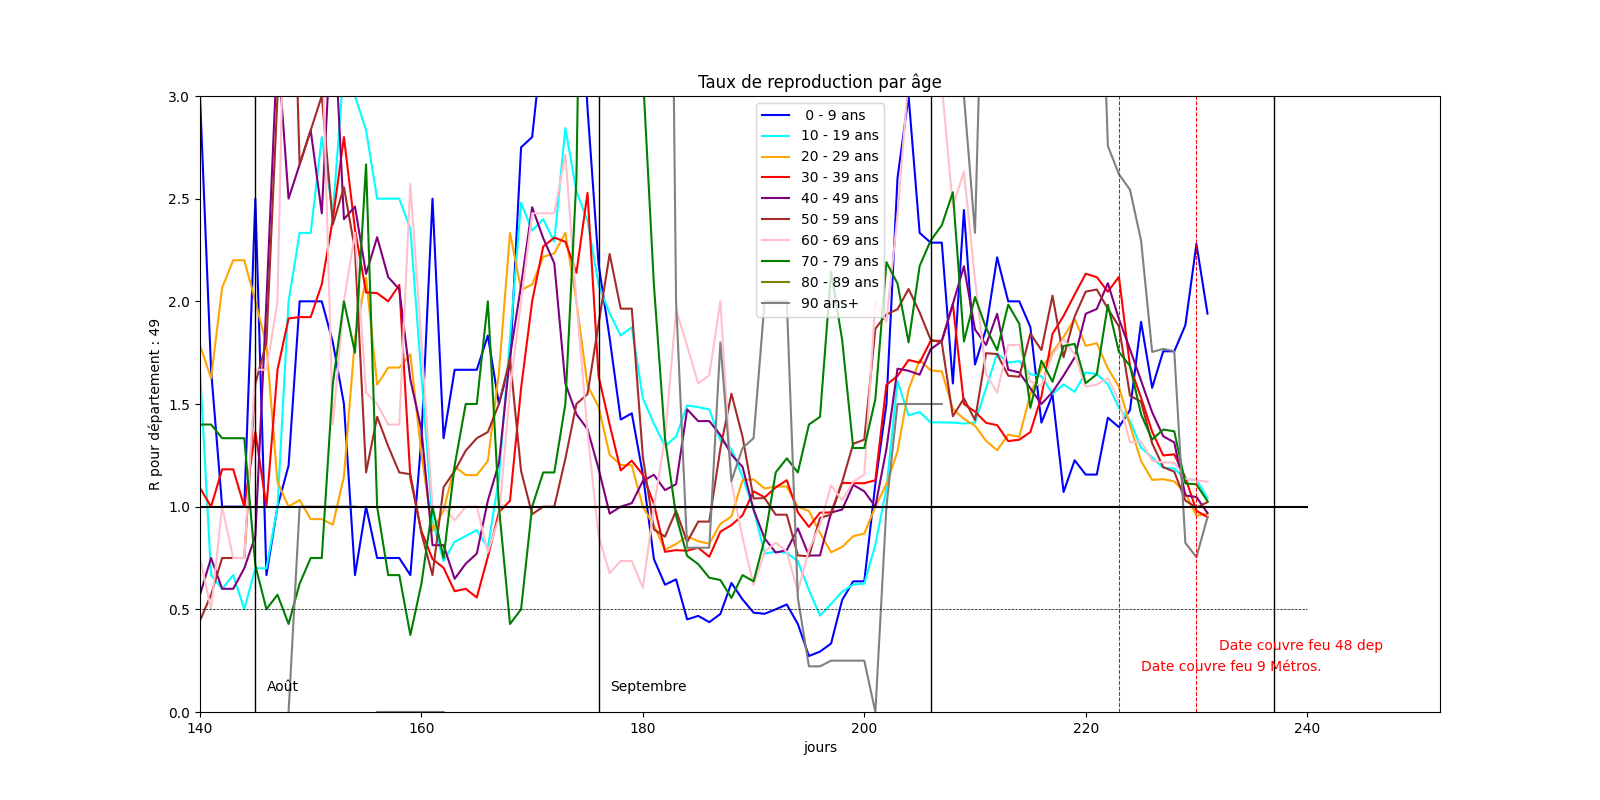 Taux de reproduction par âge
R pour département : 49
3.0
2.5
2.0
1.5
1.0
0.5
0.0
0 - 9 ans
10 - 19 ans
20 - 29 ans
30 - 39 ans
40 - 49 ans
50 - 59 ans
60 - 69 ans
70 - 79 ans
80 - 89 ans
90 ans+
Date couvre feu 48 dep
Date couvre feu 9 Métros.
Août
Septembre
140
160
180
200
220
240
jours